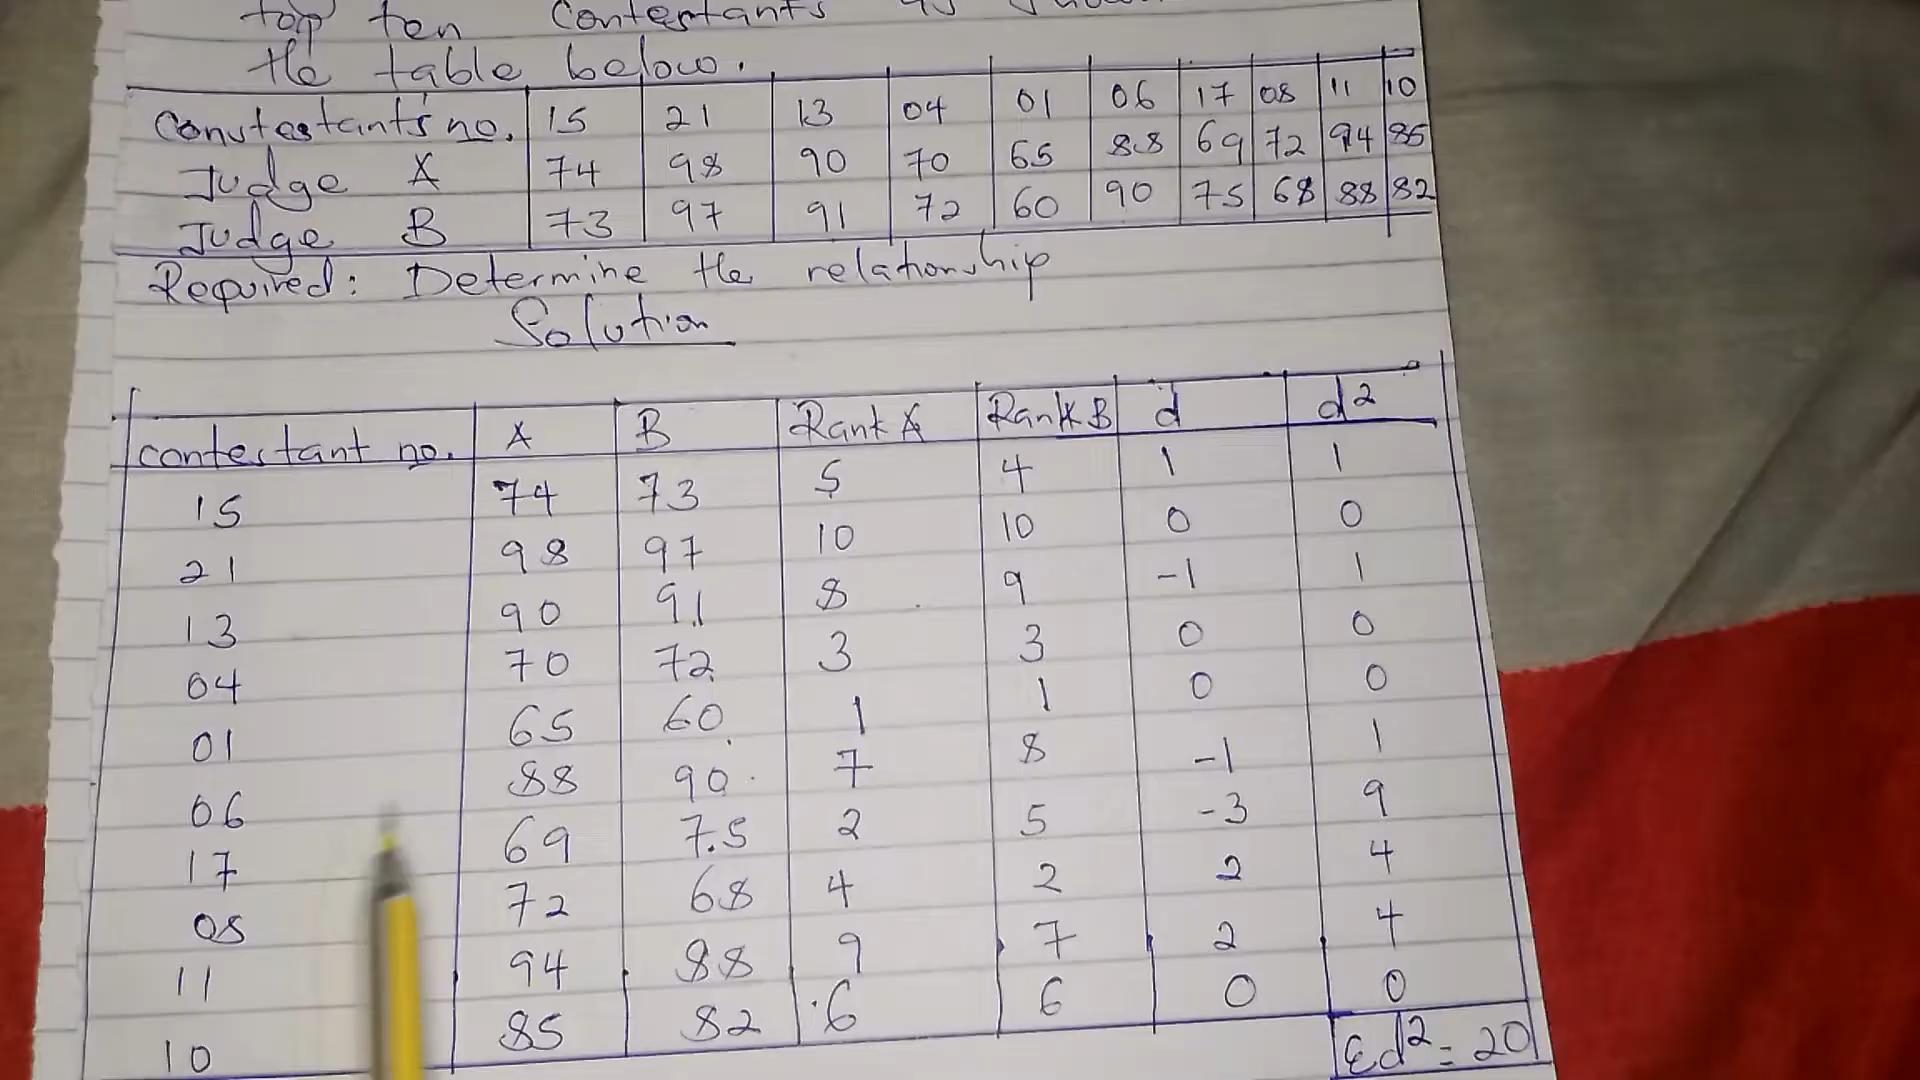 top ten Contestants as
the table below.
Conutestant's no. 15 21 13 04 01 06 17 08 11 10
Judge A 74 98 90 70 65 88 69 72 94 85
Judge B 73 97 91 72 60 90 75 68 88 82
Required: Determine the relationship
Solution
contestant no. A B Rank A Rank B d d²
15 74 73 5 4 1 1
21 98 97 10 10 0 0
13 90 91 8 9 -1 1
04 70 72 3 3 0 0
01 65 60 1 1 0 0
06 88 90 7 8 -1 1
17 69 75 2 5 -3 9
08 72 68 4 2 2 4
11 94 88 9 7 2 4
10 85 82 6 6 0 0
Ɛd² = 20